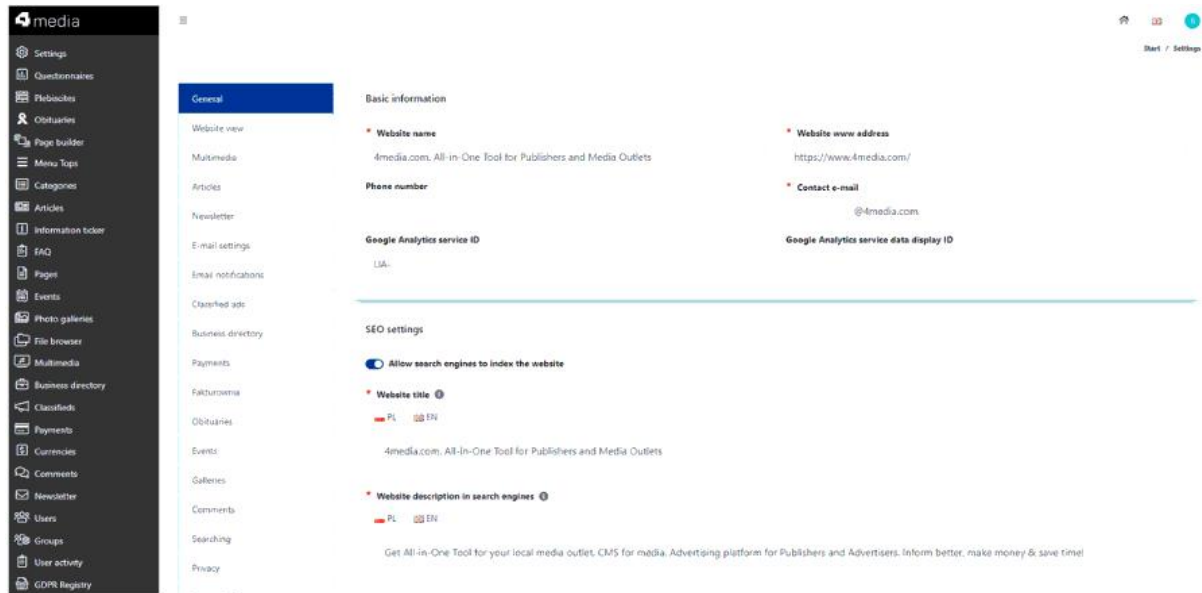 4media
Start / Settings
Settings
Questionnaires
Plebiscites
Obituaries
Page builder
Menu Tops
Categories
Articles
Information ticker
FAQ
Pages
Events
Photo galleries
File browser
Multimedia
Business directory
Classifieds
Payments
Currencies
Comments
Newsletter
Users
Groups
User activity
GDPR Registry
General
Website view
Multimedia
Articles
Newsletter
E-mail settings
Email notifications
Classified ads
Business directory
Payments
Fakturownia
Obituaries
Events
Galleries
Comments
Searching
Privacy
Basic information
* Website name
4media.com, All-in-One Tool for Publishers and Media Outlets
* Website www address
https://www.4media.com/
Phone number
* Contact e-mail
@4media.com
Google Analytics service ID
UA-
Google Analytics service data display ID
SEO settings
Allow search engines to index the website
* Website title
PL EN
4media.com, All-in-One Tool for Publishers and Media Outlets
* Website description in search engines
PL EN
Get All-in-One Tool for your local media outlet, CMS for media, Advertising platform for Publishers and Advertisers. Inform better, make money & save time!